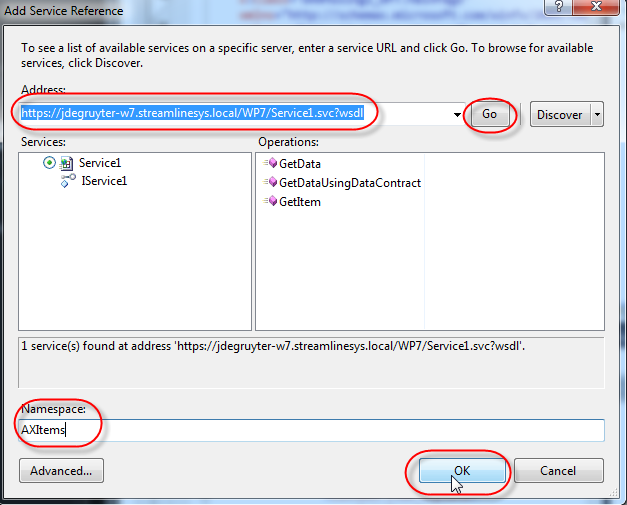 Add Service Reference
To see a list of available services on a specific server, enter a service URL and click Go. To browse for available
services, click Discover.
Address:
https://jdegruyter-w7.streamlinesys.local/WP7/Service1.svc?wsdl
Go
Discover
Services:
Operations:
Service1
IService1
GetData
GetDataUsingDataContract
GetItem
1 service(s) found at address 'https://jdegruyter-w7.streamlinesys.local/WP7/Service1.svc?wsdl'.
Namespace:
AXItems
Advanced...
OK
Cancel